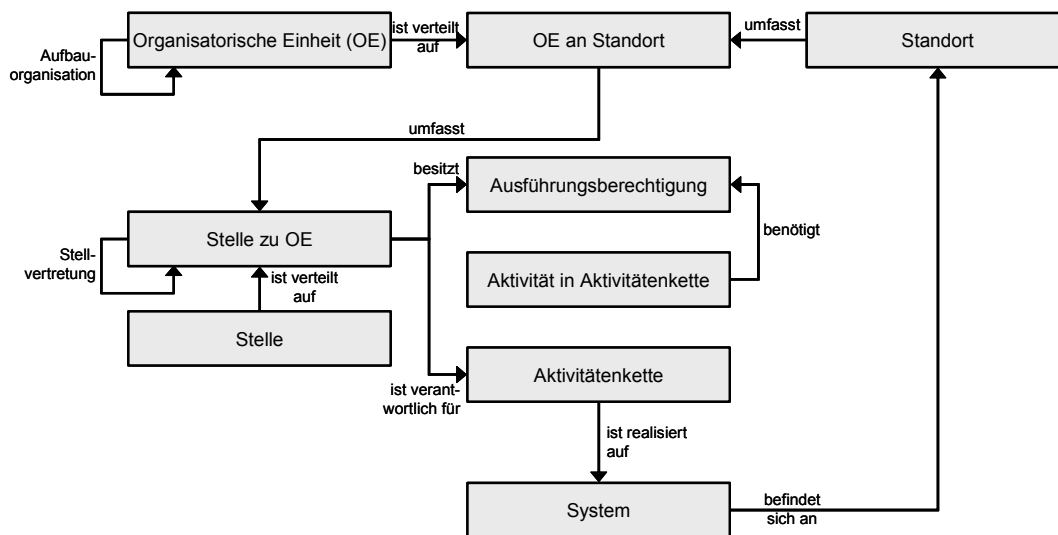 Organisatorische Einheit (OE)
ist verteilt
auf
OE an Standort
umfasst
Standort
Aufbau-
organisation
umfasst
besitzt
Ausführungsberechtigung
benötigt
Stelle zu OE
Stell-
vertretung
ist verteilt
auf
Aktivität in Aktivitätenkette
Stelle
Aktivitätenkette
ist verant-
wortlich für
ist realisiert
auf
System
befindet
sich an